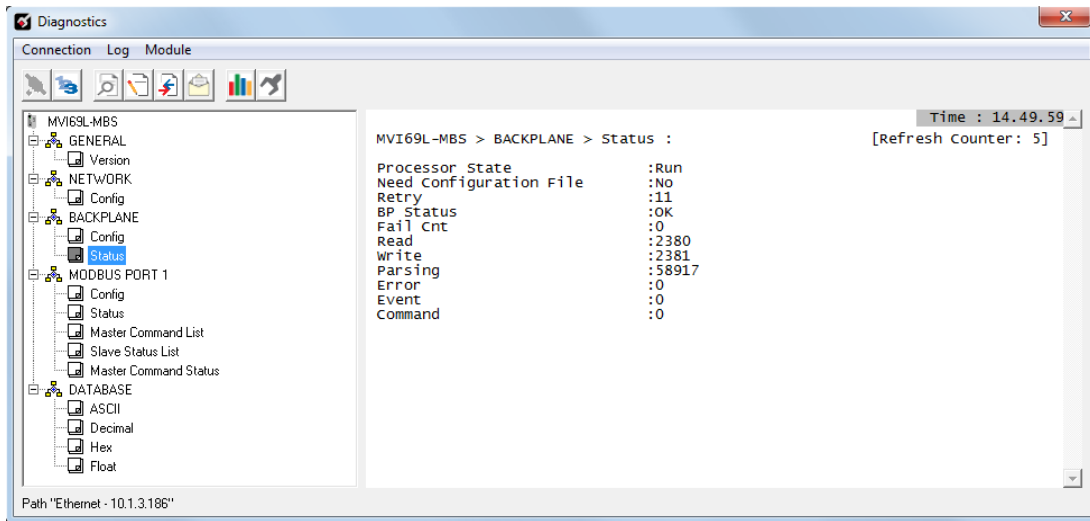 Diagnostics
Connection Log Module
MVI69L-MBS
GENERAL
Version
NETWORK
Config
BACKPLANE
Config
Status
MODBUS PORT 1
Config
Status
Master Command List
Slave Status List
Master Command Status
DATABASE
ASCII
Decimal
Hex
Float
Time : 14.49.59
MVI69L-MBS > BACKPLANE > Status : [Refresh Counter: 5]
Processor State :Run
Need Configuration File :No
Retry :11
BP Status :OK
Fail Cnt :0
Read :2380
Write :2381
Parsing :58917
Error :0
Event :0
Command :0
Path "Ethernet - 10.1.3.186"